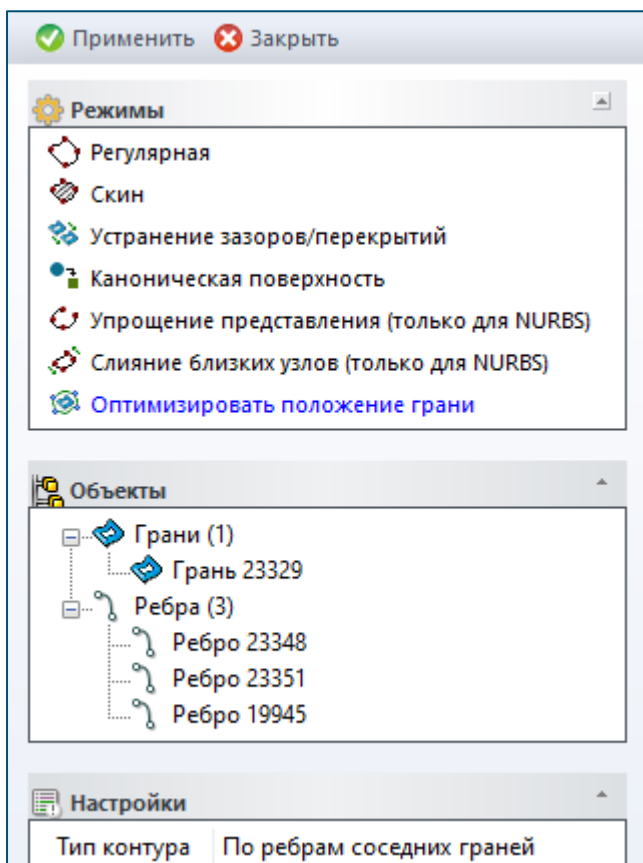 Применить Закрыть
Режимы
Регулярная
Скин
Устранение зазоров/перекрытий
Каноническая поверхность
Упрощение представления (только для NURBS)
Слияние близких узлов (только для NURBS)
Оптимизировать положение грани
Объекты
Грани (1)
Грань 23329
Ребра (3)
Ребро 23348
Ребро 23351
Ребро 19945
Настройки
Тип контура По ребрам соседних граней